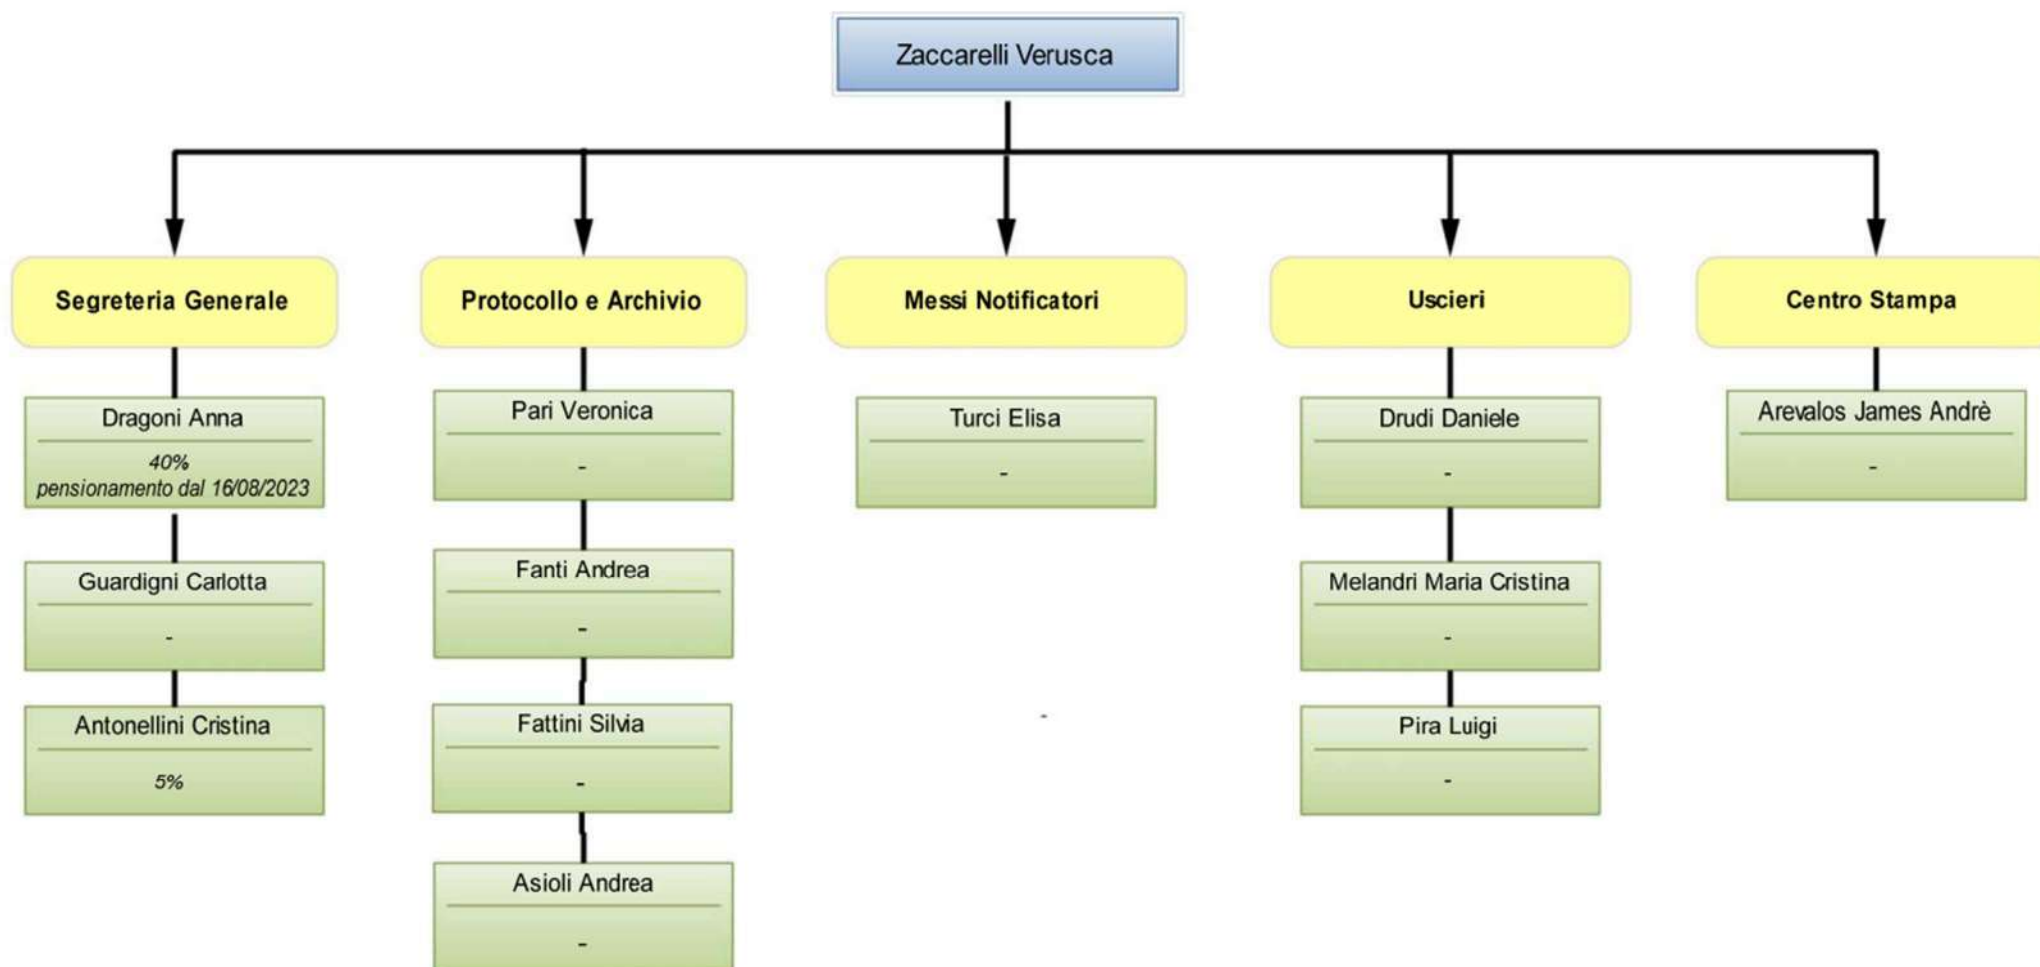 Zaccarelli Verusca
Segreteria Generale
Dragoni Anna
40%
pensionamento dal 16/08/2023
Guardigni Carlotta
-
Antonellini Cristina
5%
Protocollo e Archivio
Pari Veronica
-
Fanti Andrea
-
Fattini Silvia
-
Asioli Andrea
-
Messi Notificatori
Turci Elisa
-
-
Uscieri
Drudi Daniele
-
Melandri Maria Cristina
-
Pira Luigi
-
Centro Stampa
Arevalos James Andrè
-